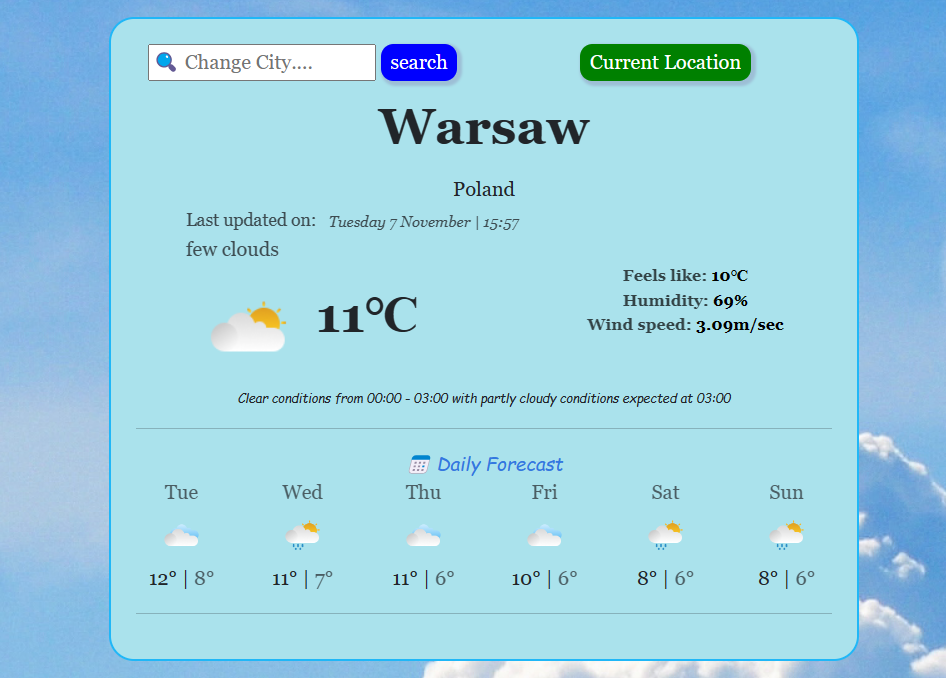 Change City....
search
Current Location
Warsaw
Poland
Last updated on: Tuesday 7 November | 15:57
few clouds
Feels like: 10°C
Humidity: 69%
Wind speed: 3.09m/sec
11°C
Clear conditions from 00:00 - 03:00 with partly cloudy conditions expected at 03:00
Daily Forecast
Tue Wed Thu Fri Sat Sun
12° | 8° 11° | 7° 11° | 6° 10° | 6° 8° | 6° 8° | 6°